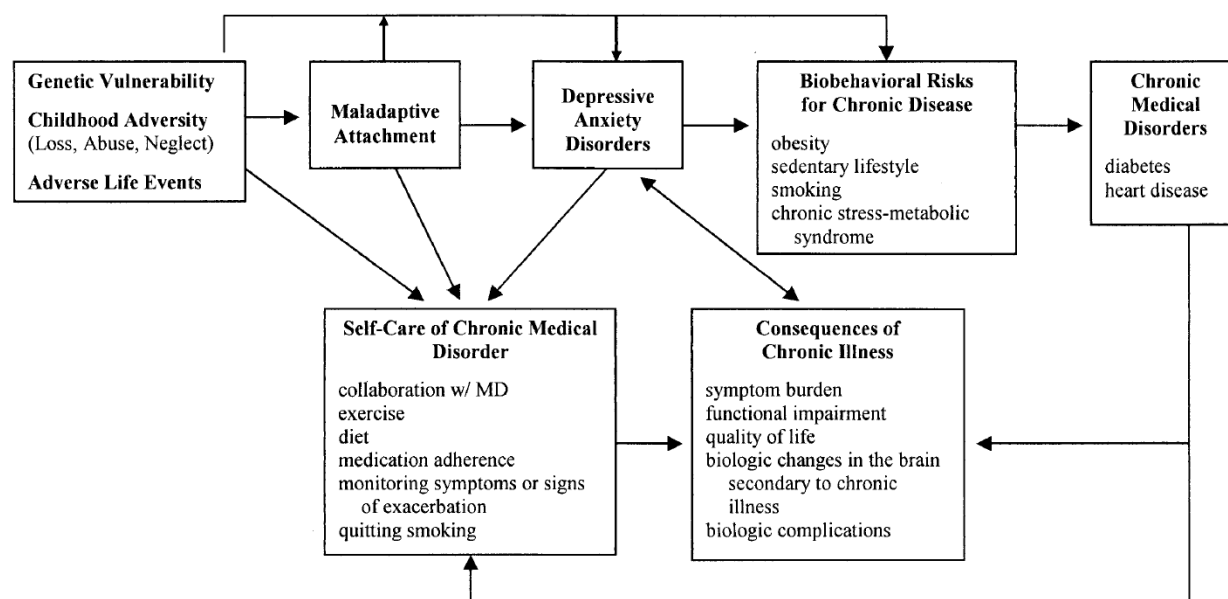 Genetic Vulnerability
Childhood Adversity
(Loss, Abuse, Neglect)
Adverse Life Events
Maladaptive
Attachment
Depressive
Anxiety
Disorders
Biobehavioral Risks
for Chronic Disease
obesity
sedentary lifestyle
smoking
chronic stress-metabolic
syndrome
Chronic
Medical
Disorders
diabetes
heart disease
Self-Care of Chronic Medical
Disorder
collaboration w/ MD
exercise
diet
medication adherence
monitoring symptoms or signs
of exacerbation
quitting smoking
Consequences of
Chronic Illness
symptom burden
functional impairment
quality of life
biologic changes in the brain
secondary to chronic
illness
biologic complications